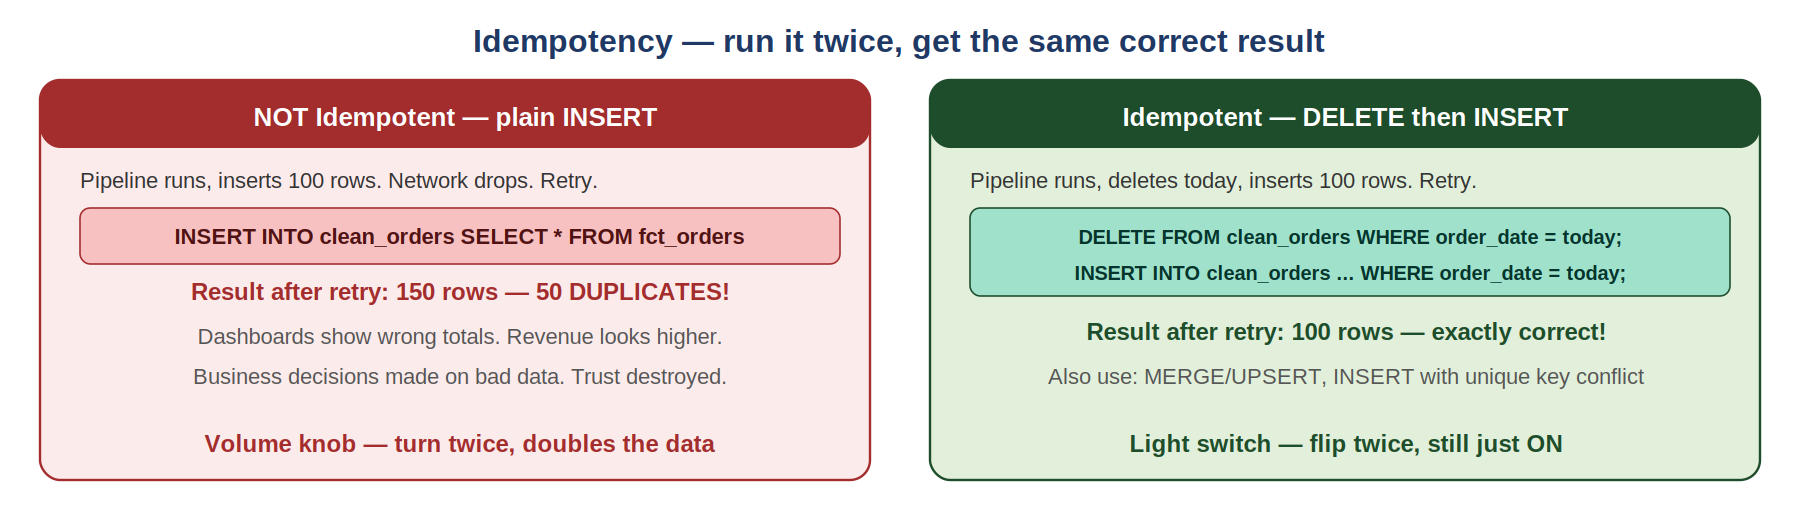 Idempotency — run it twice, get the same correct result
NOT Idempotent — plain INSERT
Pipeline runs, inserts 100 rows. Network drops. Retry.
INSERT INTO clean_orders SELECT * FROM fct_orders
Result after retry: 150 rows — 50 DUPLICATES!
Dashboards show wrong totals. Revenue looks higher.
Business decisions made on bad data. Trust destroyed.
Volume knob — turn twice, doubles the data
Idempotent — DELETE then INSERT
Pipeline runs, deletes today, inserts 100 rows. Retry.
DELETE FROM clean_orders WHERE order_date = today;
INSERT INTO clean_orders ... WHERE order_date = today;
Result after retry: 100 rows — exactly correct!
Also use: MERGE/UPSERT, INSERT with unique key conflict
Light switch — flip twice, still just ON